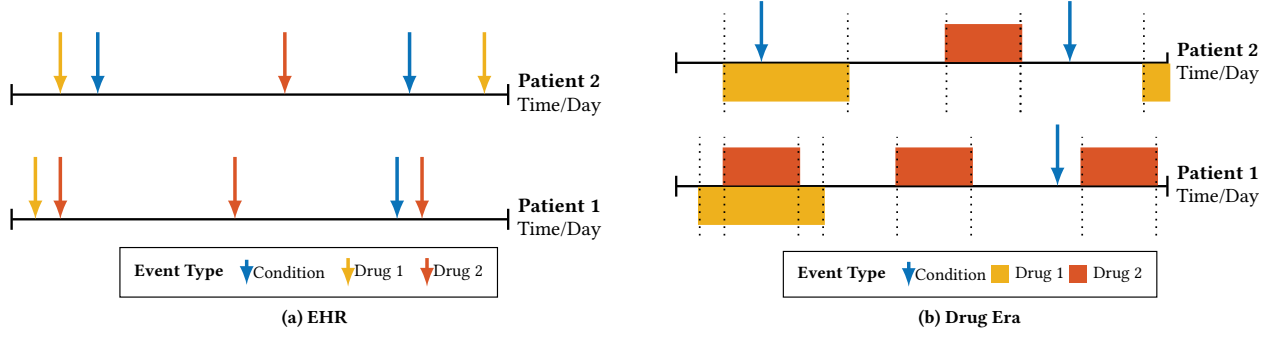 Patient 2
Time/Day
Patient 1
Time/Day
Event Type Condition Drug 1 Drug 2
(a) EHR
Patient 2
Time/Day
Patient 1
Time/Day
Event Type Condition Drug 1 Drug 2
(b) Drug Era